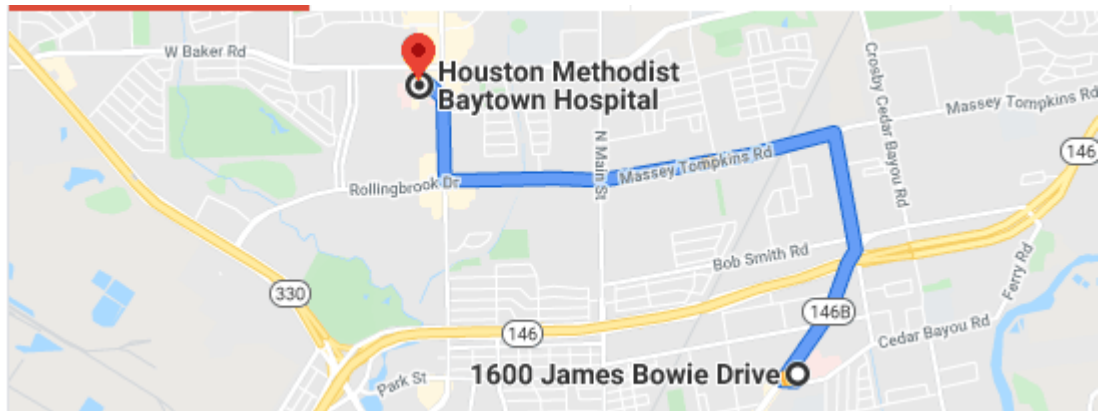 W Baker Rd
Houston Methodist
Baytown Hospital
Crosby Cedar Bayou Rd
Massey Tompkins Rd
146
N Main St
Massey Tompkins Rd
Rollingbrook Dr
Bob Smith Rd
Ferry Rd
330
146
146B
Cedar Bayou Rd
Park St
1600 James Bowie Drive